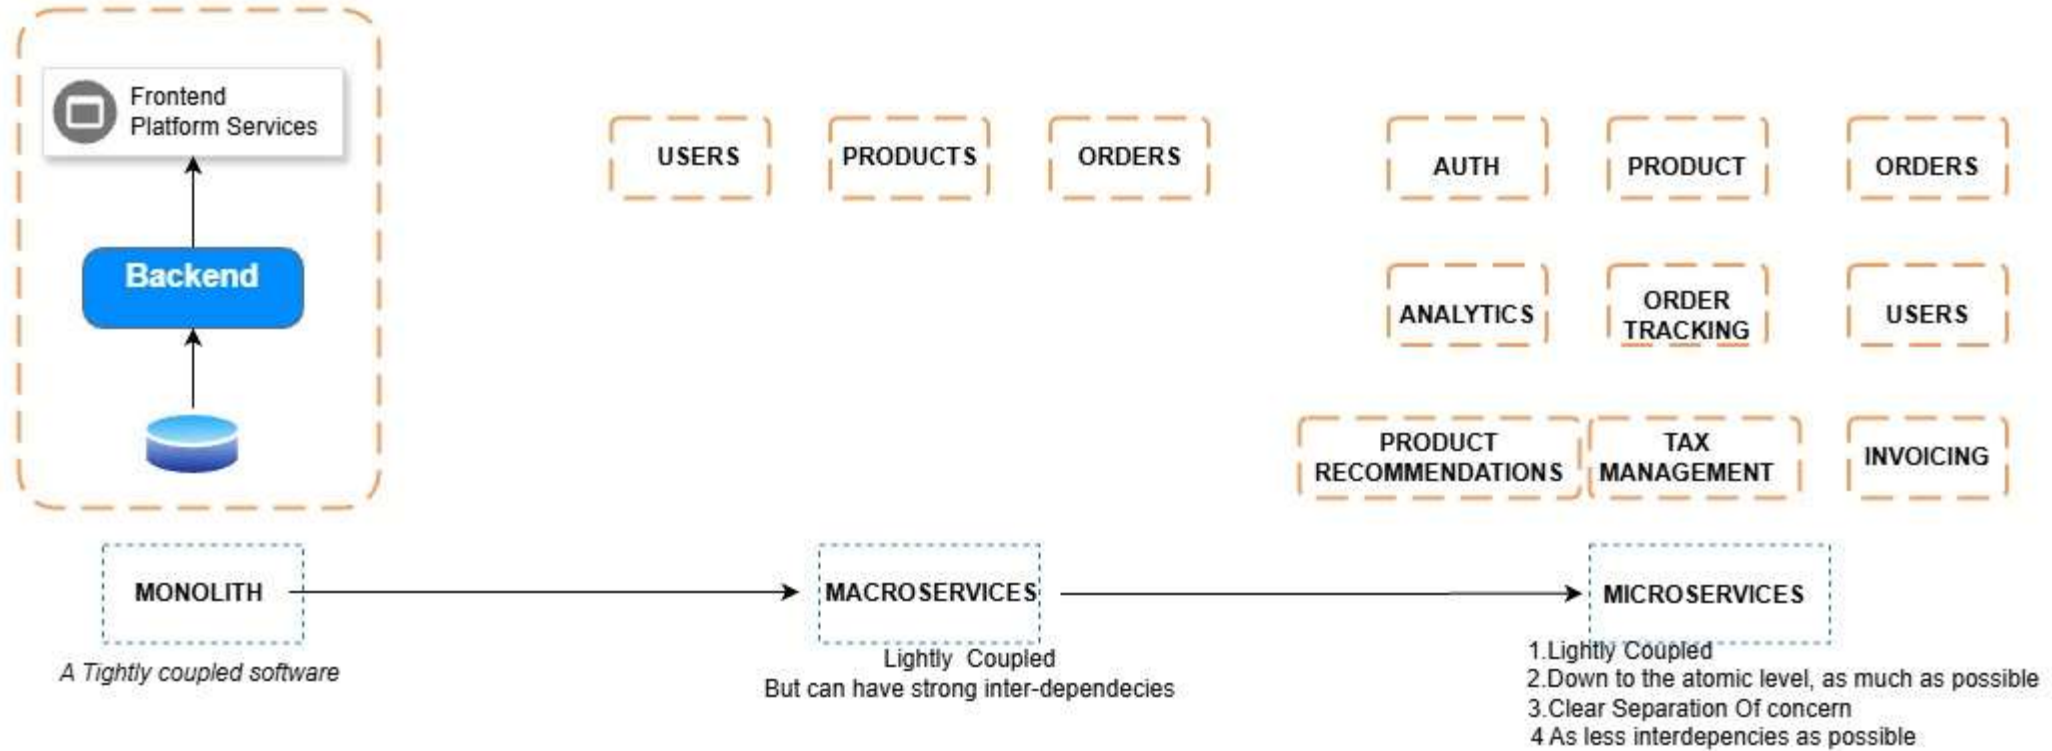 Frontend
Platform Services
Backend
USERS
PRODUCTS
ORDERS
AUTH
PRODUCT
ORDERS
ANALYTICS
ORDER
TRACKING
USERS
PRODUCT
RECOMMENDATIONS
TAX
MANAGEMENT
INVOICING
MONOLITH
A Tightly coupled software
MACROSERVICES
Lightly Coupled
But can have strong inter-dependecies
MICROSERVICES
1.Lightly Coupled
2.Down to the atomic level, as much as possible
3.Clear Separation Of concern
4 As less interdepencies as possible